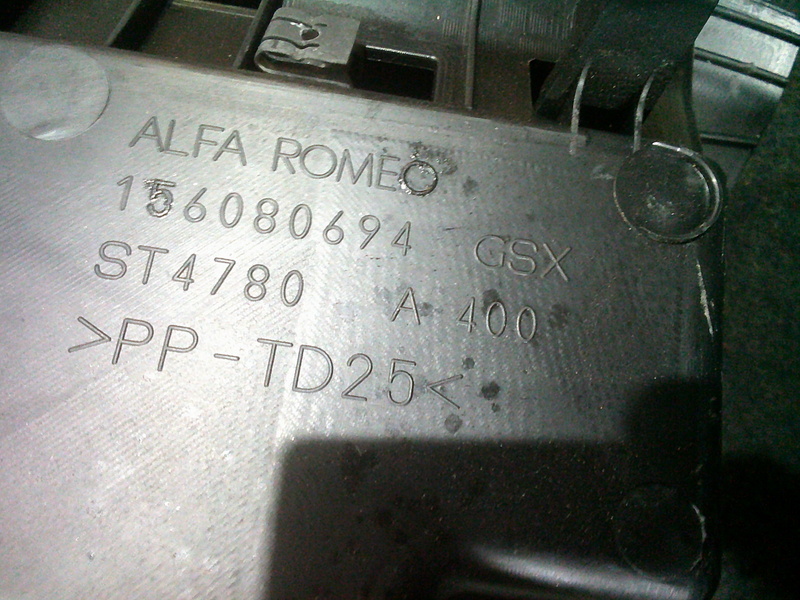 ALFA ROMEO
156080694 GSX
ST4780 A 400
>PP-TD25<